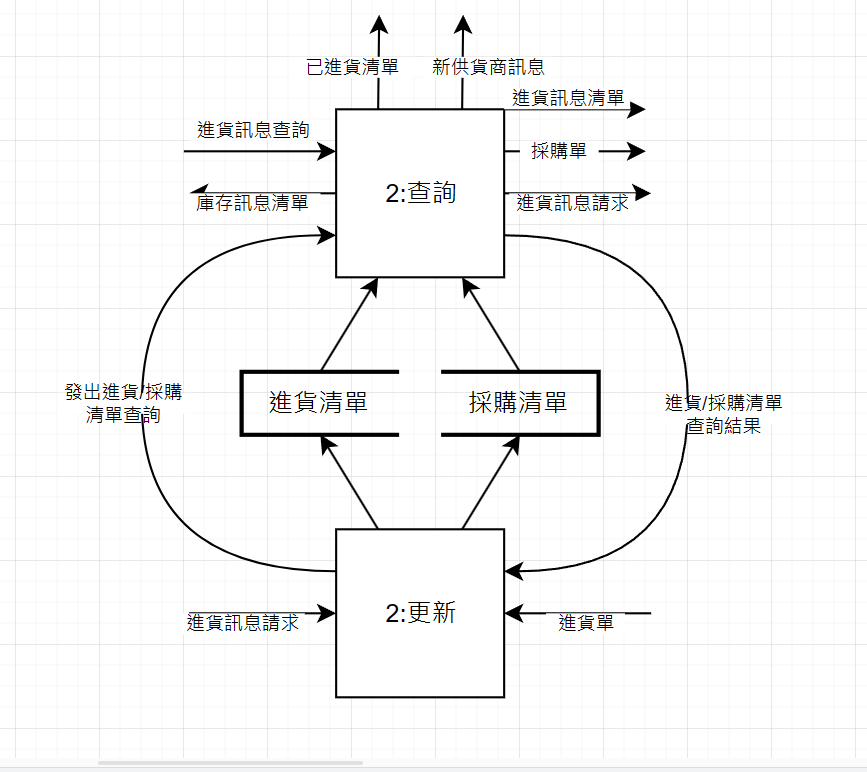 已進貨清單
新供貨商訊息
進貨訊息清單
進貨訊息查詢
採購單
2:查詢
庫存訊息清單
進貨訊息請求
發出進貨/採購
清單查詢
進貨清單
採購清單
進貨/採購清單
查詢結果
2:更新
進貨訊息請求
進貨單